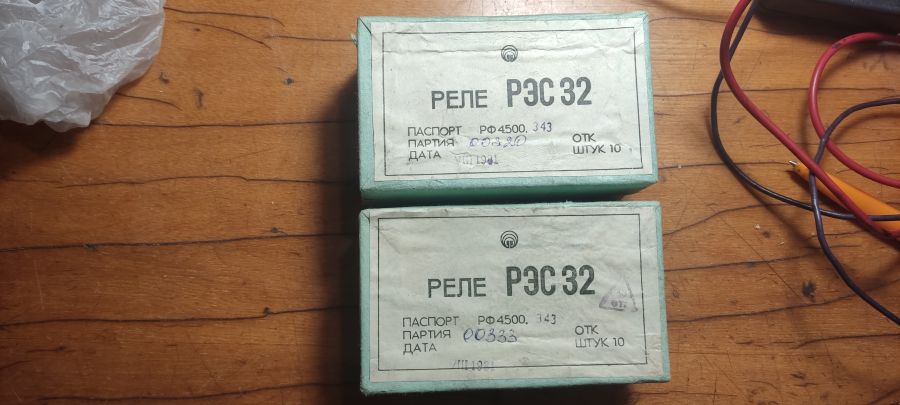 РЕЛЕ РЭС 32
ПАСПОРТ РФ4500. 343
ПАРТИЯ 00320 ОТК
ДАТА ШТУК 10
РЕЛЕ РЭС 32
ПАСПОРТ РФ4500. 343
ПАРТИЯ 00333 ОТК
ДАТА ШТУК 10